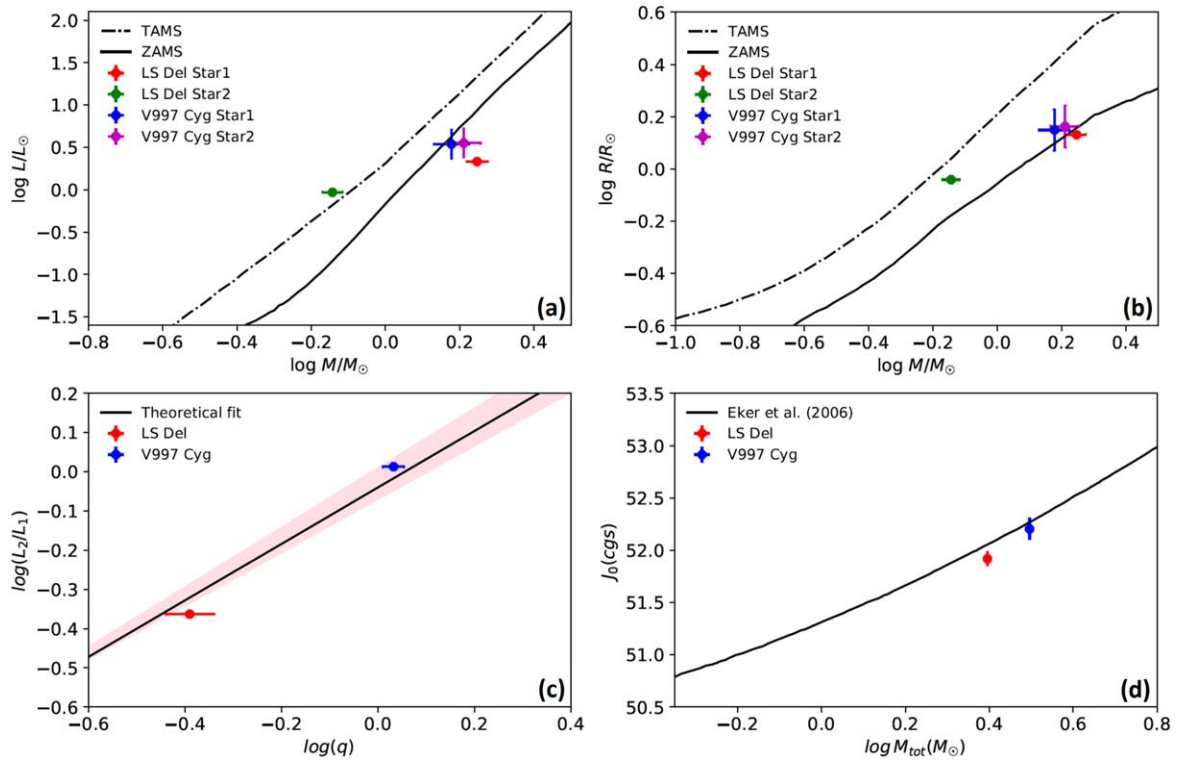 2.0
1.5
1.0
0.5
0.0
−0.5
−1.0
−1.5
log L/L⊙
TAMS
ZAMS
LS Del Star1
LS Del Star2
V997 Cyg Star1
V997 Cyg Star2
(a)
−0.8 −0.6 −0.4 −0.2 0.0 0.2 0.4
log M/M⊙
0.6
0.4
0.2
0.0
−0.2
−0.4
−0.6
log R/R⊙
TAMS
ZAMS
LS Del Star1
LS Del Star2
V997 Cyg Star1
V997 Cyg Star2
(b)
−1.0 −0.8 −0.6 −0.4 −0.2 0.0 0.2 0.4
log M/M⊙
0.2
0.1
0.0
−0.1
−0.2
−0.3
−0.4
−0.5
−0.6
log(L₂/L₁)
Theoretical fit
LS Del
V997 Cyg
(c)
−0.6 −0.4 −0.2 0.0 0.2 0.4
log(q)
53.5
53.0
52.5
52.0
51.5
51.0
50.5
J₀(cgs)
Eker et al. (2006)
LS Del
V997 Cyg
(d)
−0.2 0.0 0.2 0.4 0.6 0.8
log Mtot(M⊙)